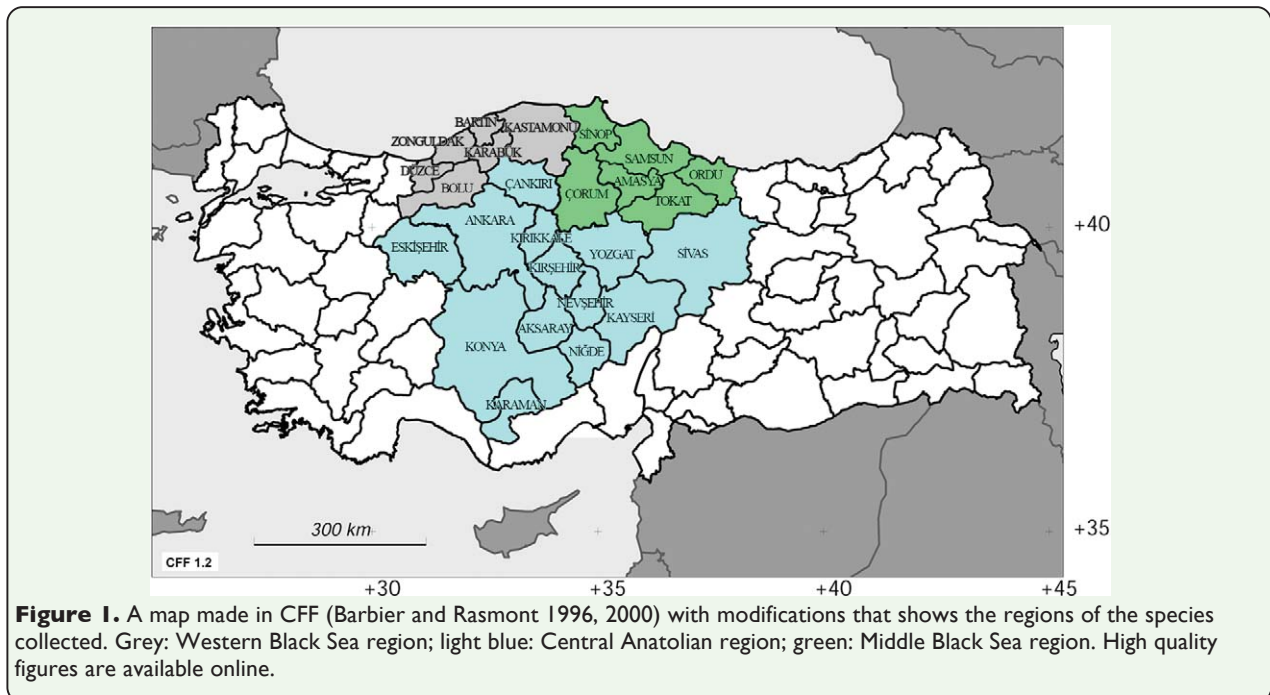 BARTIN
KASTAMONU
SİNOP
ZONGULDAK
KARABÜK
SAMSUN
DÜZCE
ORDU
BOLU
ÇANKIRI
ÇORUM
AMASYA
TOKAT
ANKARA
+40
ESKİŞEHİR
KIRIKKALE
YOZGAT
SİVAS
KIRŞEHİR
NEVŞEHİR
KAYSERİ
AKSARAY
KONYA
NİĞDE
KARAMAN
300 km
+35
CFF 1.2
+30 +35 +40 +45
Figure 1. A map made in CFF (Barbier and Rasmont 1996, 2000) with modifications that shows the regions of the species
collected. Grey: Western Black Sea region; light blue: Central Anatolian region; green: Middle Black Sea region. High quality
figures are available online.